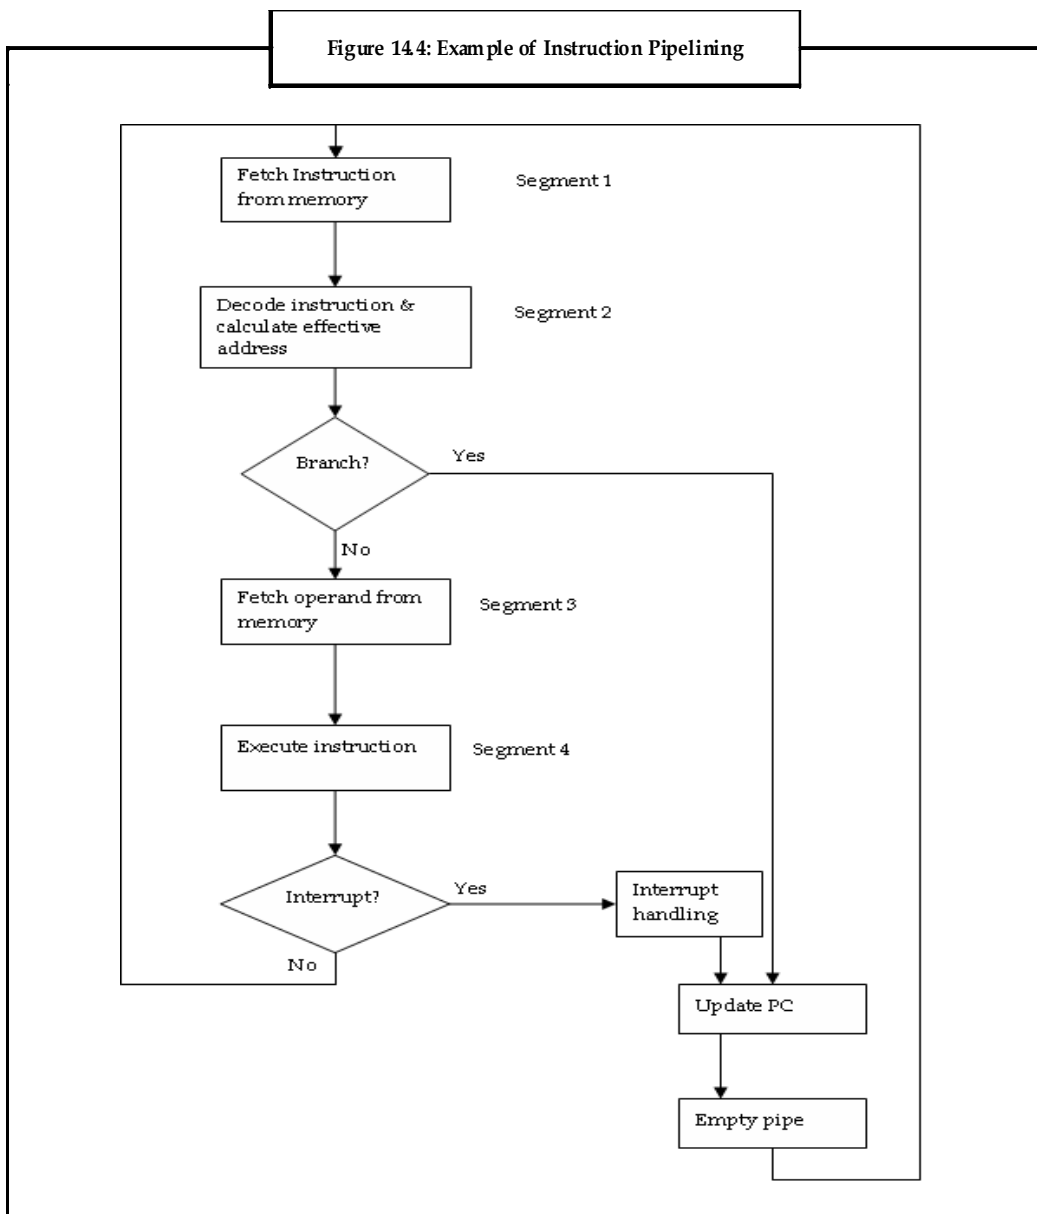 Figure 14.4: Example of Instruction Pipelining
Fetch Instruction
from memory
Segment 1
Decode instruction &
calculate effective
address
Segment 2
Branch?
Yes
No
Fetch operand from
memory
Segment 3
Execute instruction
Segment 4
Interrupt?
Yes
Interrupt
handling
No
Update PC
Empty pipe